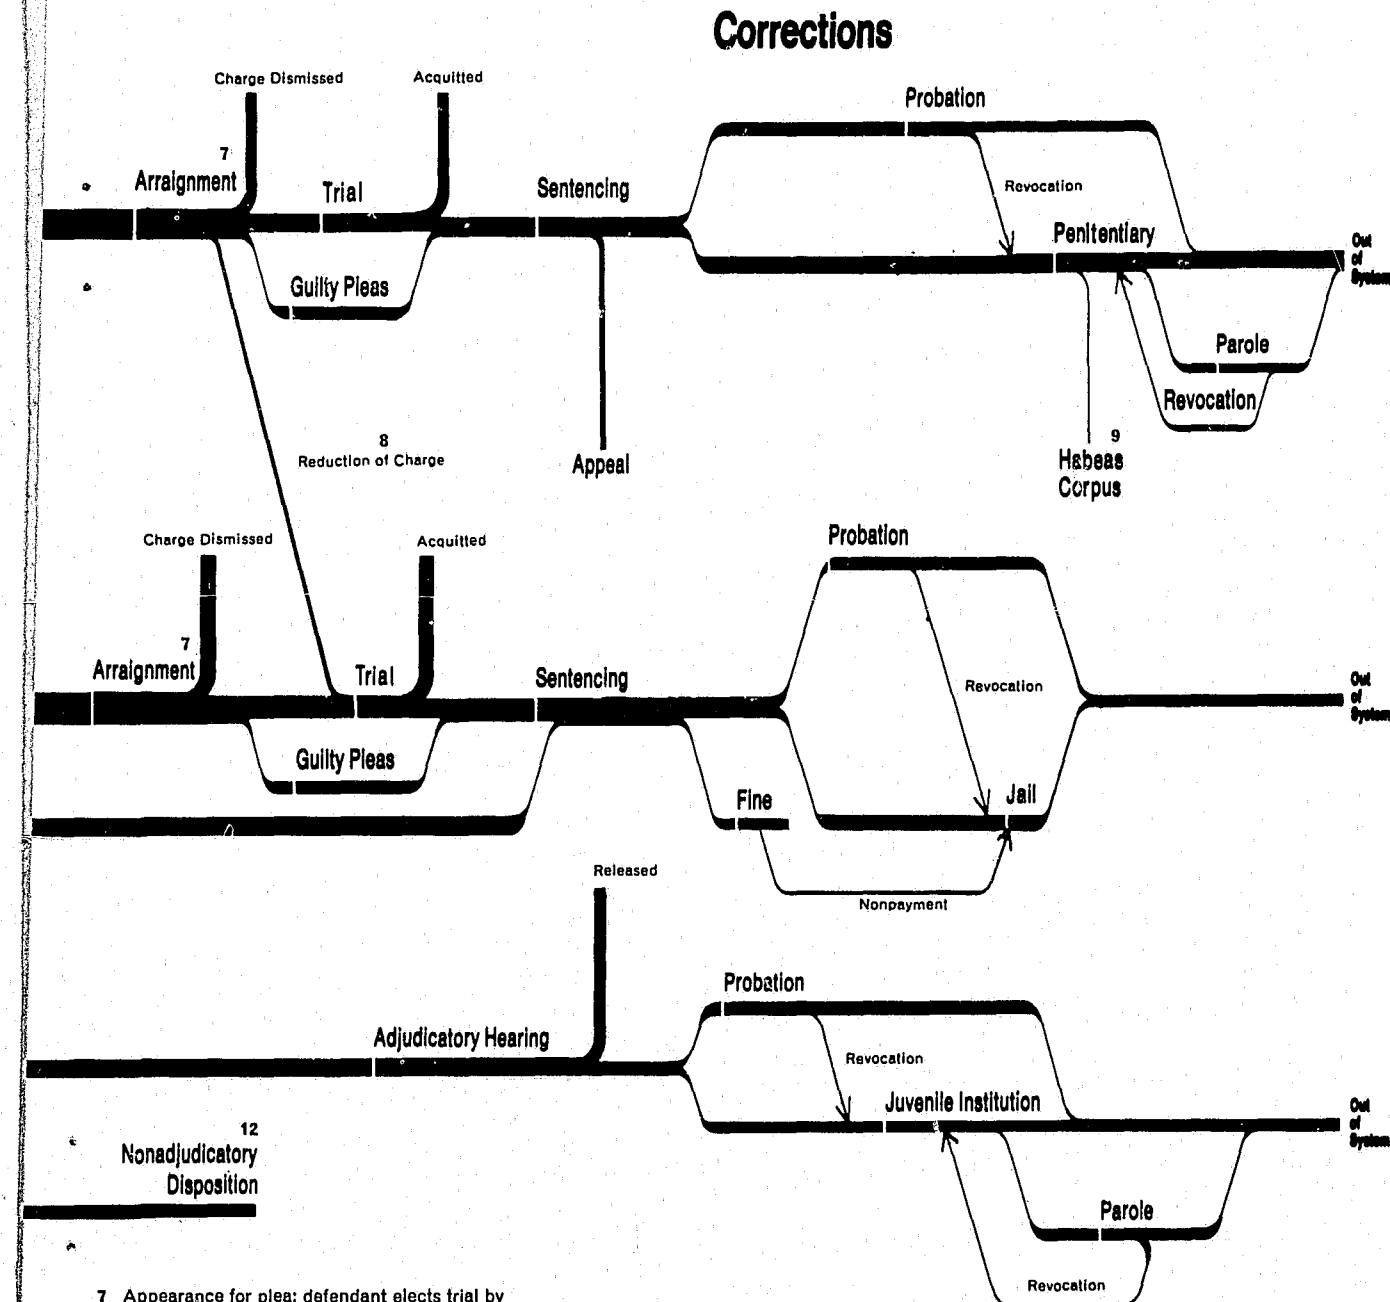 Corrections
Charge Dismissed
Acquitted
Probation
7
Arraignment
Trial
Sentencing
Revocation
Penitentiary
Out
of
System
Guilty Pleas
Parole
Revocation
8
Reduction of Charge
Appeal
9
Habeas
Corpus
Charge Dismissed
Acquitted
Probation
7
Arraignment
Trial
Sentencing
Revocation
Out
of
System
Guilty Pleas
Fine
Jail
Nonpayment
Released
Probation
Adjudicatory Hearing
Revocation
Juvenile Institution
Out
of
System
12
Nonadjudicatory
Disposition
Parole
Revocation
7 Appearance for plea; defendant elects trial by